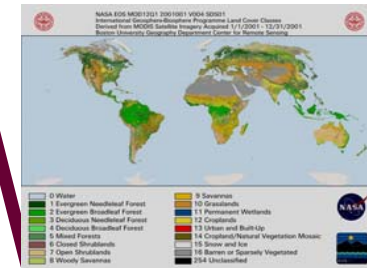 NASA EOS MOD12Q1 2001001 V004 SDS01
International Geosphere-Biosphere Programme Land Cover Classes
Derived from MODIS Satellite Imagery Acquired 1/1/2001 - 12/31/2001
Boston University Geography Department Center for Remote Sensing
0 Water
1 Evergreen Needleleaf Forest
2 Evergreen Broadleaf Forest
3 Deciduous Needleleaf Forest
4 Deciduous Broadleaf Forest
5 Mixed Forests
6 Closed Shrublands
7 Open Shrublands
8 Woody Savannas
9 Savannas
10 Grasslands
11 Permanent Wetlands
12 Croplands
13 Urban and Built-Up
14 Cropland/Natural Vegetation Mosaic
15 Snow and Ice
16 Barren or Sparsely Vegetated
254 Unclassified
NASA